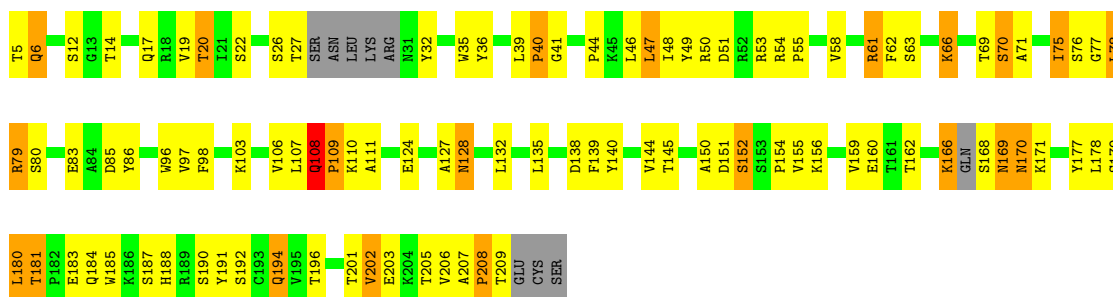 T5 Q6 S12 G13 T14 Q17 R18 V19 T20 I21 S22 S26 T27 SER ASN LEU LYS ARG N31 Y32 W35 Y36 L39 P40 G41 P44 K45 L46 L47 I48 Y49 R50 D51 R52 R53 R54 P55 V58 R61 F62 S63 K66 T69 S70 A71 I75 S76 G77
R79 S80 E83 A84 D85 Y86 W96 V97 F98 K103 V106 L107 Q108 P109 K110 A111 E124 A127 N128 L132 L135 D138 F139 Y140 V144 T145 A150 D151 S152 S153 P154 V155 K156 V159 E160 T161 T162 K166 GLN S168 N169 N170 K171 Y177 L178
L180 T181 P182 E183 Q184 W185 K186 S187 H188 R189 S190 Y191 S192 C193 Q194 V195 T196 T201 V202 E203 K204 T205 V206 A207 P208 T209 GLU CYS SER